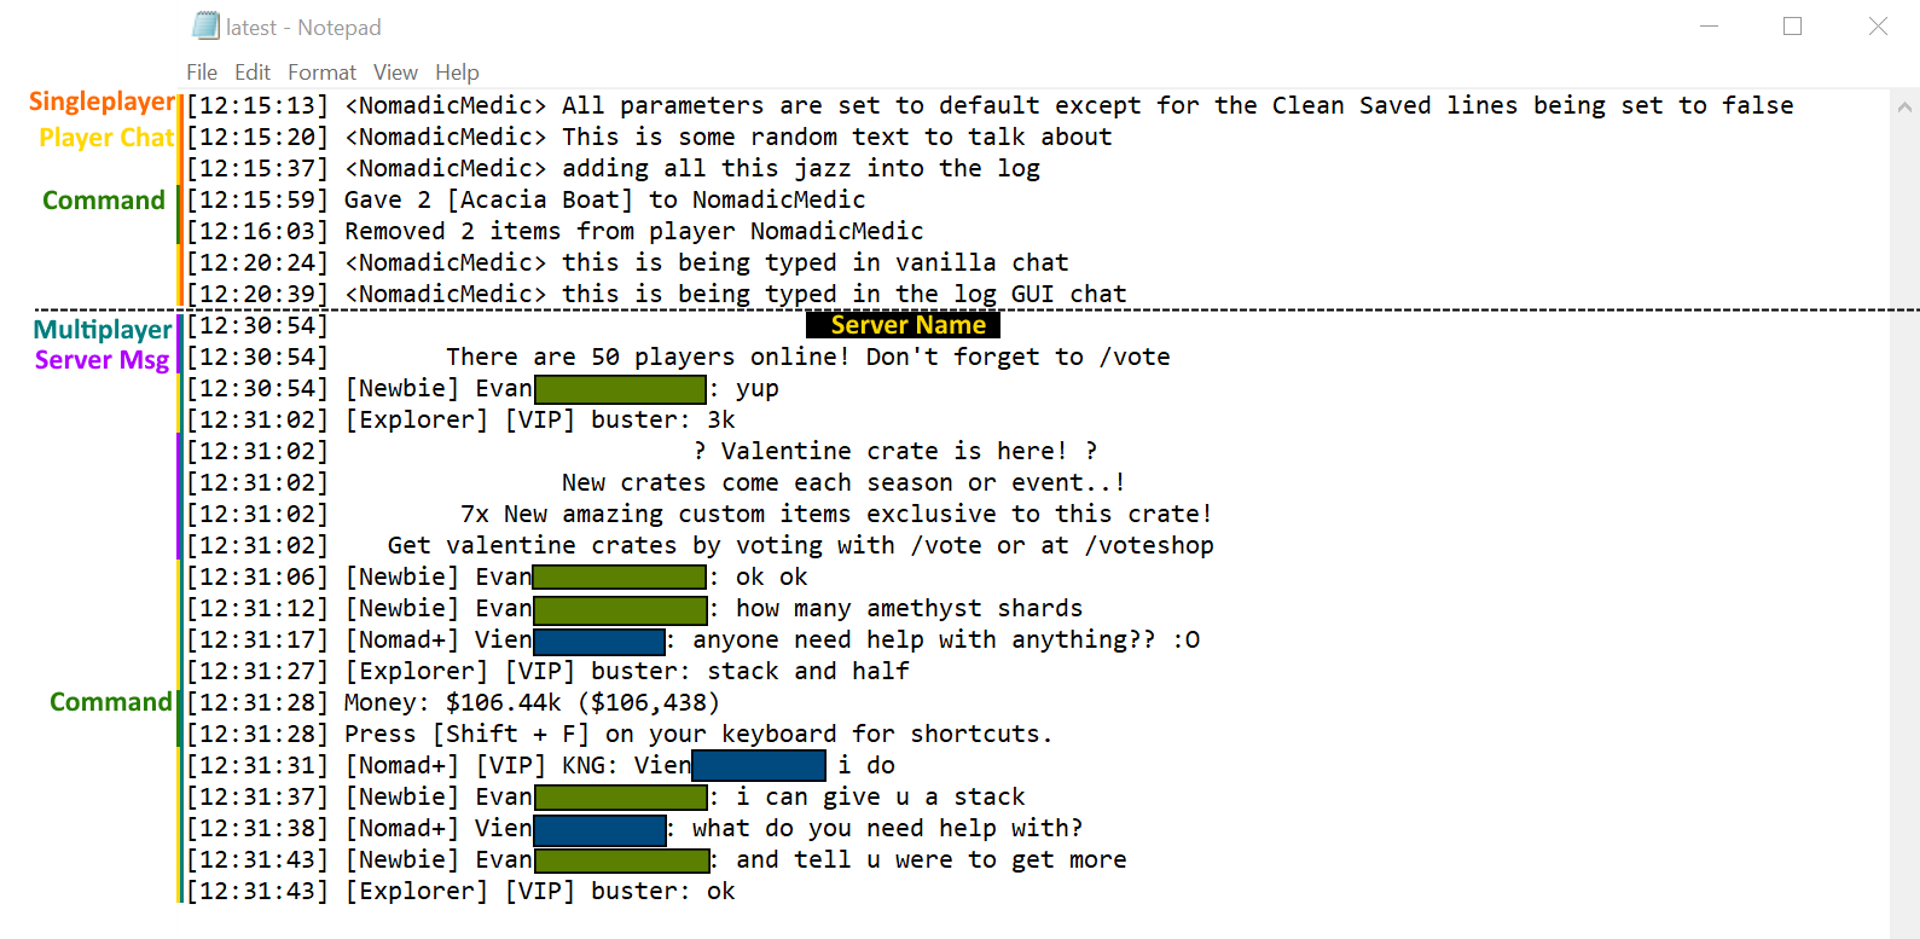 latest - Notepad
File Edit Format View Help
Singleplayer [12:15:13] <NomadicMedic> All parameters are set to default except for the Clean Saved lines being set to false
Player Chat [12:15:20] <NomadicMedic> This is some random text to talk about
[12:15:37] <NomadicMedic> adding all this jazz into the log
Command [12:15:59] Gave 2 [Acacia Boat] to NomadicMedic
[12:16:03] Removed 2 items from player NomadicMedic
[12:20:24] <NomadicMedic> this is being typed in vanilla chat
[12:20:39] <NomadicMedic> this is being typed in the log GUI chat
Multiplayer [12:30:54] Server Name
Server Msg [12:30:54] There are 50 players online! Don't forget to /vote
[12:30:54] [Newbie] Evan : yup
[12:31:02] [Explorer] [VIP] buster: 3k
[12:31:02] ? Valentine crate is here! ?
[12:31:02] New crates come each season or event..!
[12:31:02] 7x New amazing custom items exclusive to this crate!
[12:31:02] Get valentine crates by voting with /vote or at /voteshop
[12:31:06] [Newbie] Evan : ok ok
[12:31:12] [Newbie] Evan : how many amethyst shards
[12:31:17] [Nomad+] Vien : anyone need help with anything?? :O
[12:31:27] [Explorer] [VIP] buster: stack and half
Command [12:31:28] Money: $106.44k ($106,438)
[12:31:28] Press [Shift + F] on your keyboard for shortcuts.
[12:31:31] [Nomad+] [VIP] KNG: Vien i do
[12:31:37] [Newbie] Evan : i can give u a stack
[12:31:38] [Nomad+] Vien : what do you need help with?
[12:31:43] [Newbie] Evan : and tell u were to get more
[12:31:43] [Explorer] [VIP] buster: ok